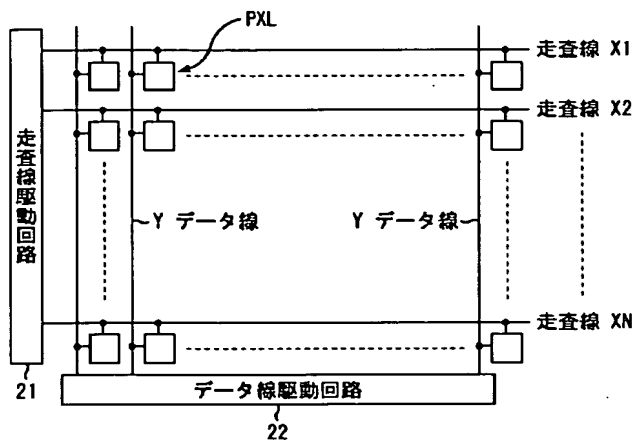 PXL
走査線 X1
走査線 X2
走査線駆動回路
Y データ線
Y データ線
走査線 XN
21
データ線駆動回路
22